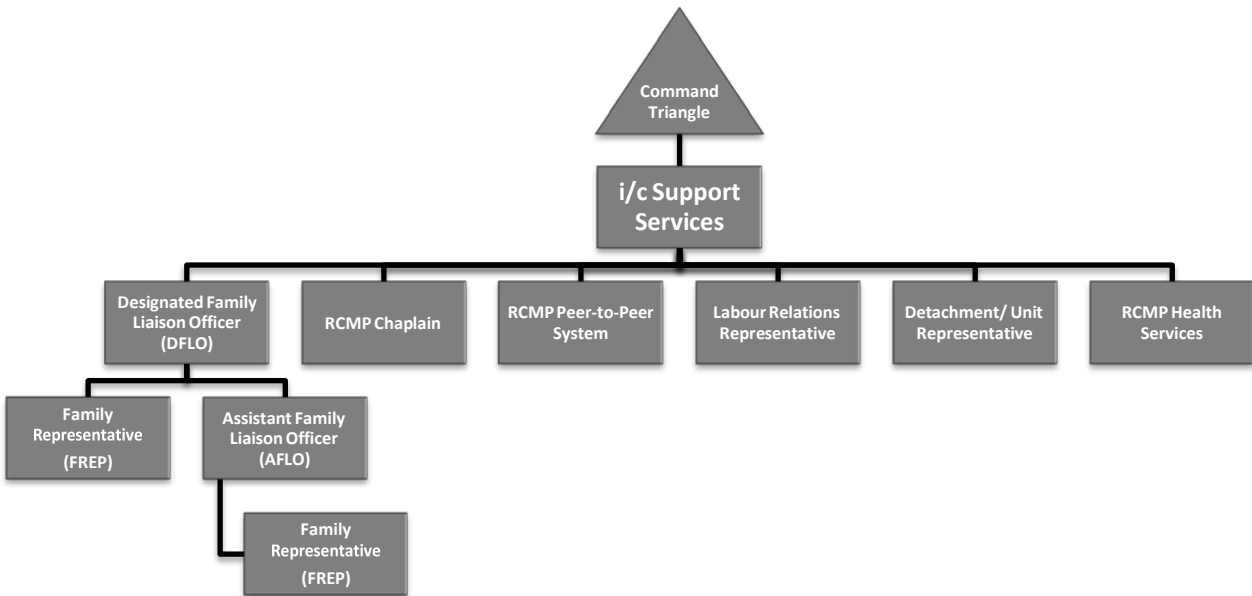 Command
Triangle
i/c Support
Services
Designated Family
Liaison Officer
(DFLO)
RCMP Chaplain
RCMP Peer-to-Peer
System
Labour Relations
Representative
Detachment/ Unit
Representative
RCMP Health
Services
Family
Representative
(FREP)
Assistant Family
Liaison Officer
(AFLO)
Family
Representative
(FREP)